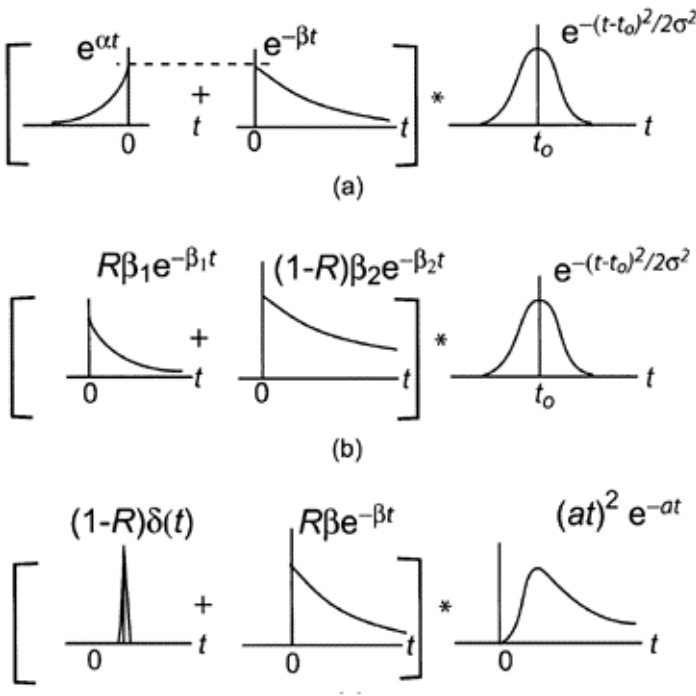 e^{αt} e^{−βt} e^{−(t-t_o)^2/2σ^2}
[ + ] *
t t t
0 0 t_o
(a)
Rβ_1e^{−β_1t} (1-R)β_2e^{−β_2t} e^{−(t-t_o)^2/2σ^2}
[ + ] *
t t t
0 0 t_o
(b)
(1-R)δ(t) Rβe^{−βt} (at)^2 e^{−at}
[ + ] *
t t t
0 0 0